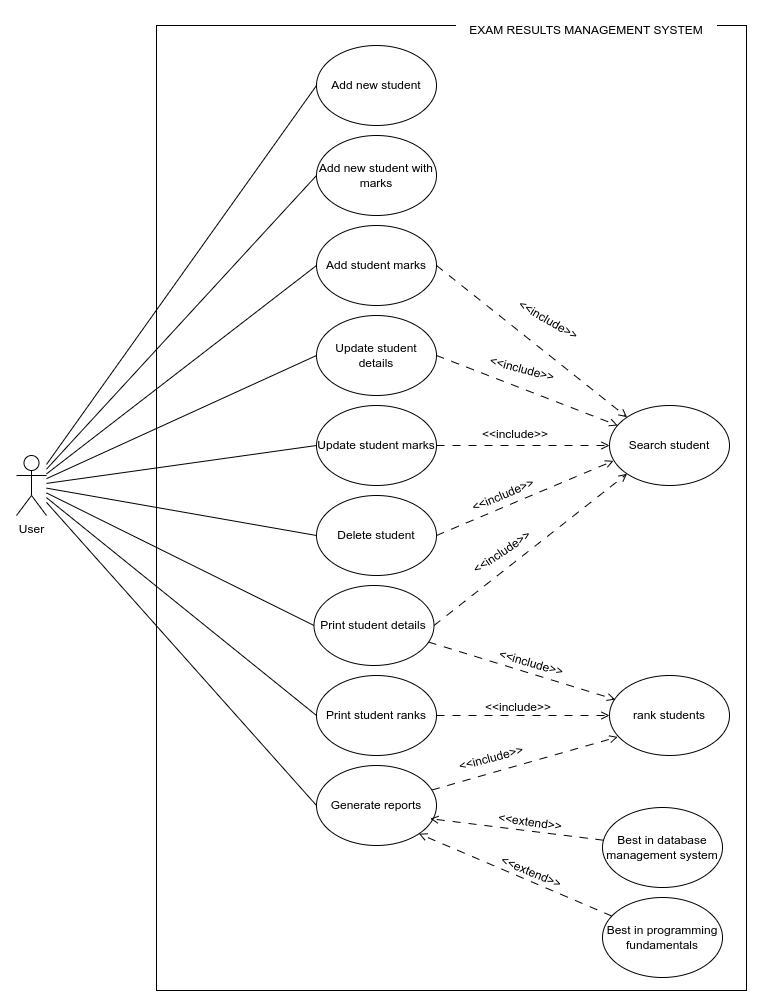 EXAM RESULTS MANAGEMENT SYSTEM
Add new student
Add new student with
marks
Add student marks
<<include>>
Update student
details
<<include>>
Update student marks
<<include>>
Search student
Delete student
<<include>>
User
Print student details
<<include>>
<<include>>
Print student ranks
<<include>>
rank students
<<include>>
Generate reports
<<extend>>
Best in database
management system
<<extend>>
Best in programming
fundamentals